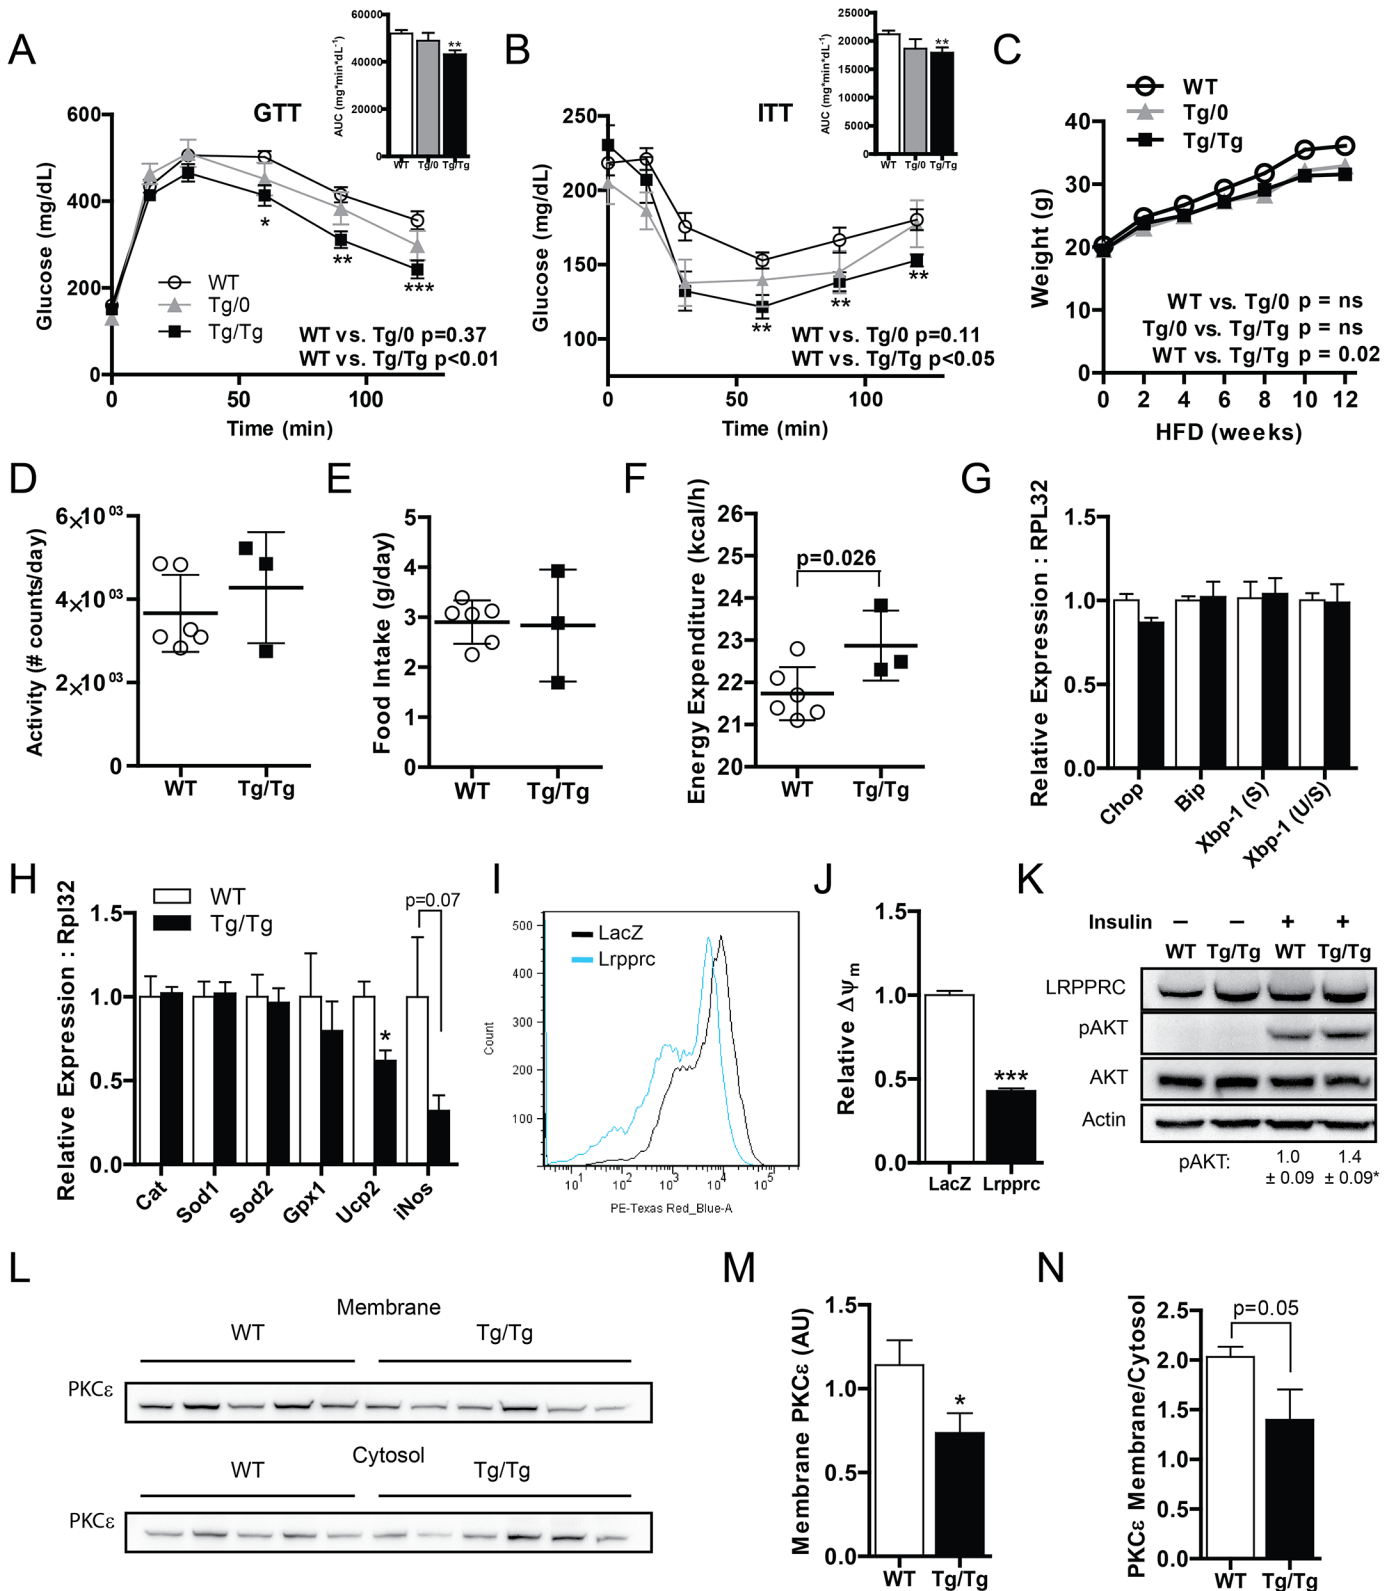 A
GTT
Glucose (mg/dL)
600
400
200
0
0
50
100
Time (min)
WT
Tg/0
Tg/Tg
*
**
***
WT vs. Tg/0 p=0.37
WT vs. Tg/Tg p<0.01
AUC (mg*min*dL⁻¹)
60000
40000
20000
0
**
WT Tg/0 Tg/Tg
B
ITT
Glucose (mg/dL)
250
200
150
100
0
50
100
Time (min)
**
**
**
WT vs. Tg/0 p=0.11
WT vs. Tg/Tg p<0.05
AUC (mg*min*dL⁻¹)
25000
20000
15000
10000
5000
0
**
WT Tg/0 Tg/Tg
C
WT
Tg/0
Tg/Tg
Weight (g)
40
30
20
10
0
WT vs. Tg/0 p = ns
Tg/0 vs. Tg/Tg p = ns
WT vs. Tg/Tg p = 0.02
0 2 4 6 8 10 12
HFD (weeks)
D
Activity (# counts/day)
6×10⁰³
4×10⁰³
2×10⁰³
0
WT Tg/Tg
E
Food Intake (g/day)
5
4
3
2
1
0
WT Tg/Tg
F
Energy Expenditure (kcal/h)
26
25
24
23
22
21
20
p=0.026
WT Tg/Tg
G
Relative Expression : RPL32
1.5
1.0
0.5
0.0
Chop
Bip
Xbp-1 (S)
Xbp-1 (U/S)
H
WT
Tg/Tg
p=0.07
Relative Expression : Rpl32
1.5
1.0
0.5
0.0
*
Cat
Sod1
Sod2
Gpx1
Ucp2
iNos
I
LacZ
Lrpprc
Count
500
400
300
200
100
10¹ 10² 10³ 10⁴ 10⁵
PE-Texas Red_Blue-A
J
Relative Δψm
1.5
1.0
0.5
0.0
***
LacZ Lrpprc
K
Insulin − − + +
WT Tg/Tg WT Tg/Tg
LRPPRC
pAKT
AKT
Actin
pAKT: 1.0 1.4
± 0.09 ± 0.09*
L
Membrane
WT Tg/Tg
PKCε
Cytosol
WT Tg/Tg
PKCε
M
Membrane PKCε (AU)
1.5
1.0
0.5
0.0
*
WT Tg/Tg
N
PKCε Membrane/Cytosol
2.5
2.0
1.5
1.0
0.5
0.0
p=0.05
WT Tg/Tg